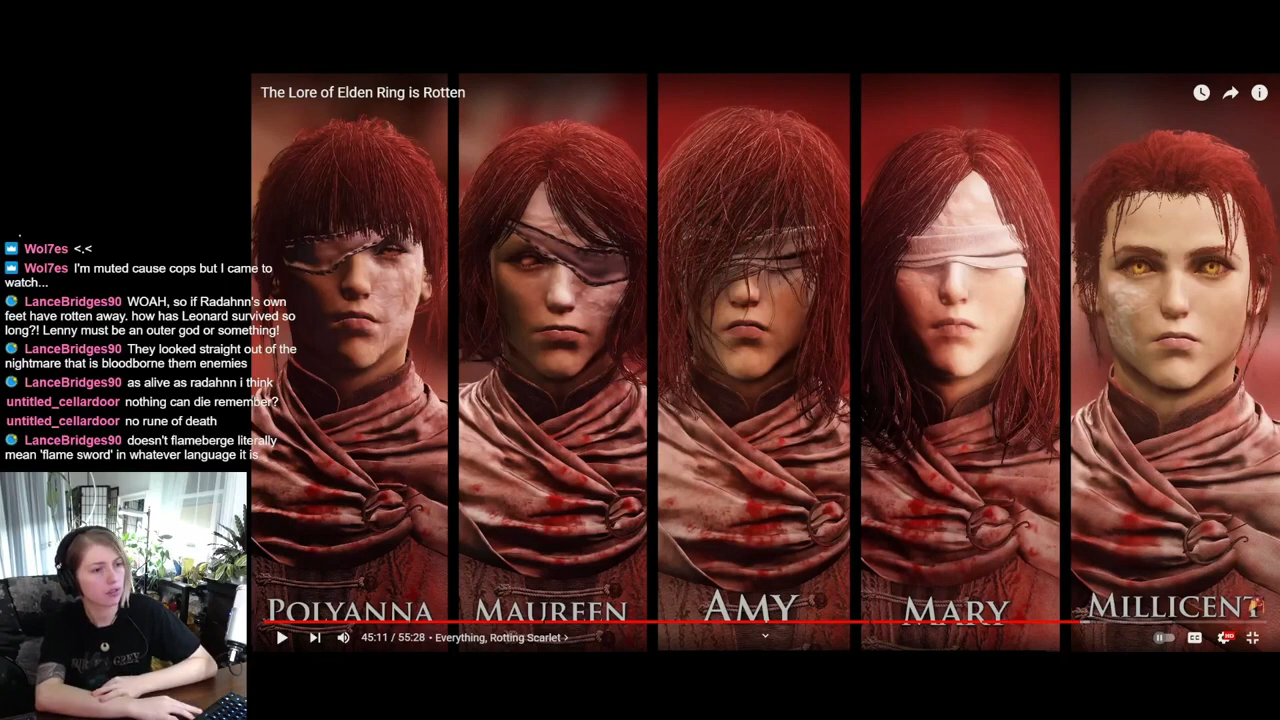 The Lore of Elden Ring is Rotten
Wol7es <.<
Wol7es I'm muted cause cops but I came to
watch...
LanceBridges90 WOAH, so if Radahnn's own
feet have rotten away. how has Leonard survived so
long?! Lenny must be an outer god or something!
LanceBridges90 They looked straight out of the
nightmare that is bloodborne them enemies
LanceBridges90 as alive as radahn i think
untitled_cellardoor nothing can die remember?
untitled_cellardoor no rune of death
LanceBridges90 doesn't flameberge literally
mean 'flame sword' in whatever language it is
POLYANNA
MAUREEN
AMY
MARY
MILLICENT
45:11 / 55:28 • Everything, Rotting Scarlet ›
CC
HD